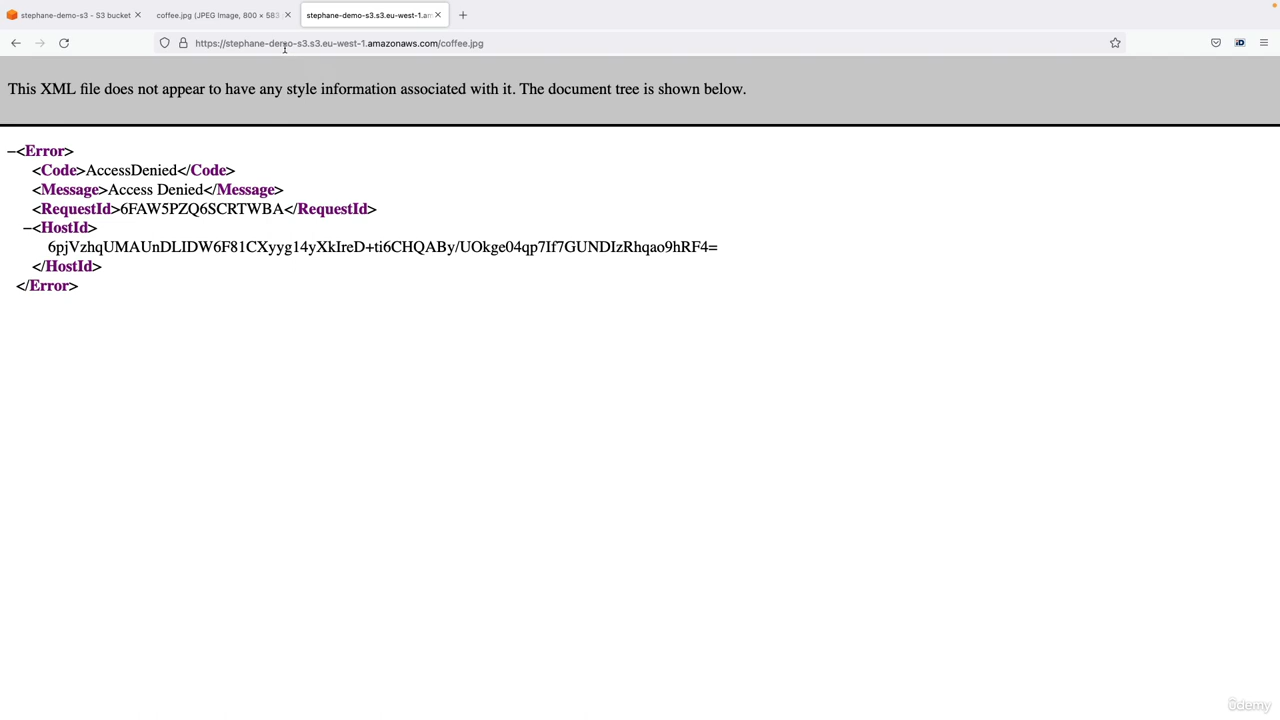 stephane-demo-s3 - S3 bucket
coffee.jpg (JPEG Image, 800 × 583
stephane-demo-s3.s3.eu-west-1.am
https://stephane-demo-s3.s3.eu-west-1.amazonaws.com/coffee.jpg
This XML file does not appear to have any style information associated with it. The document tree is shown below.
–<Error>
<Code>AccessDenied</Code>
<Message>Access Denied</Message>
<RequestId>6FAW5PZQ6SCRTWBA</RequestId>
–<HostId>
6pjVzhqUMAUnDLIDW6F81CXyyg14yXkIreD+ti6CHQABy/UOkge04qp7If7GUNDIzRhqao9hRF4=
</HostId>
</Error>
ûdemy